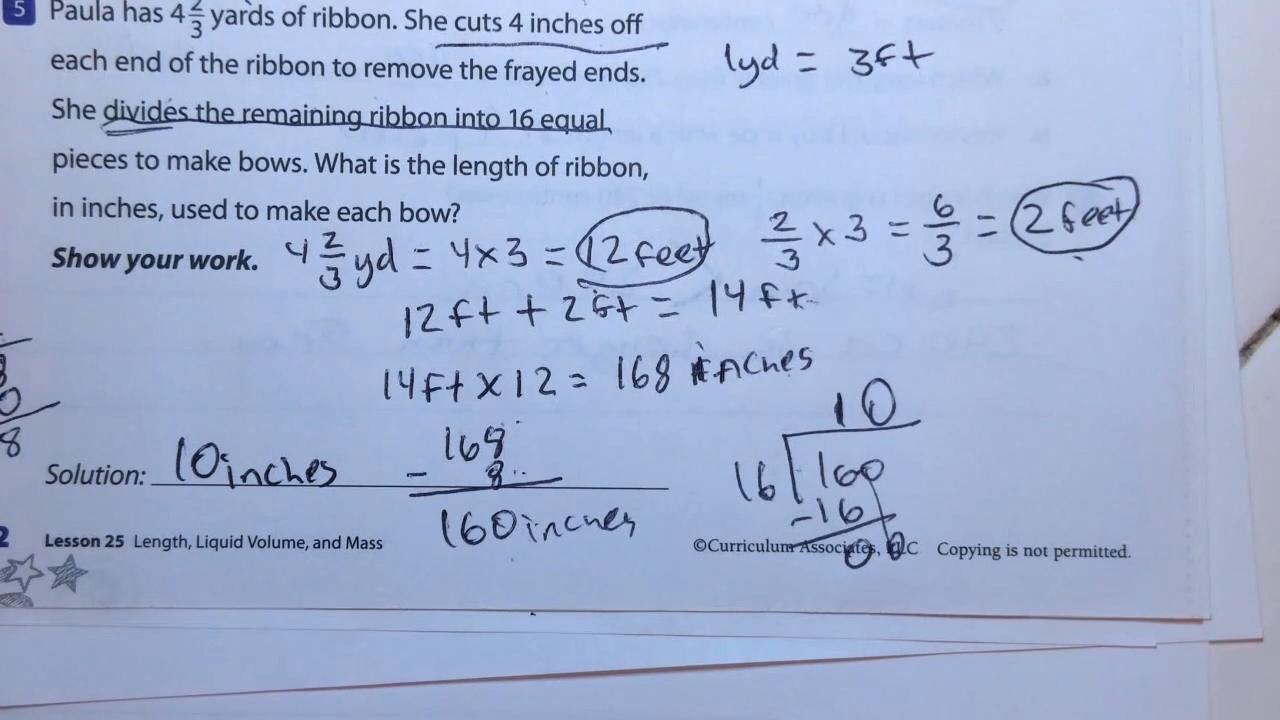 5 Paula has 4 2/3 yards of ribbon. She cuts 4 inches off
each end of the ribbon to remove the frayed ends.
She divides the remaining ribbon into 16 equal
pieces to make bows. What is the length of ribbon,
in inches, used to make each bow?
Show your work.
1yd = 3ft
4 2/3 yd = 4 x 3 = 12 feet
2/3 x 3 = 6/3 = 2 feet
12ft + 2ft = 14ft
14ft x 12 = 168 inches
168
- 8
160 inches
10
16 160
-16
00
Solution: 10 inches
8
0
8
2 Lesson 25 Length, Liquid Volume, and Mass
©Curriculum Associates, LLC Copying is not permitted.